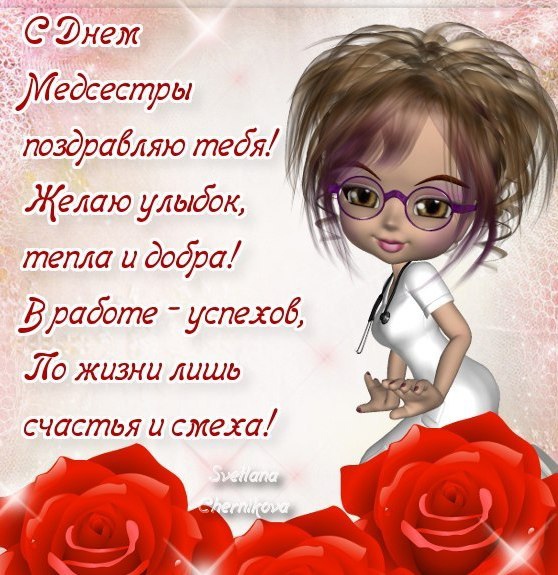 С Днем
Медсестры
поздравляю тебя!
Желаю улыбок,
тепла и добра!
В работе - успехов,
По жизни лишь
счастья и смеха!
Svetlana
Chernikova